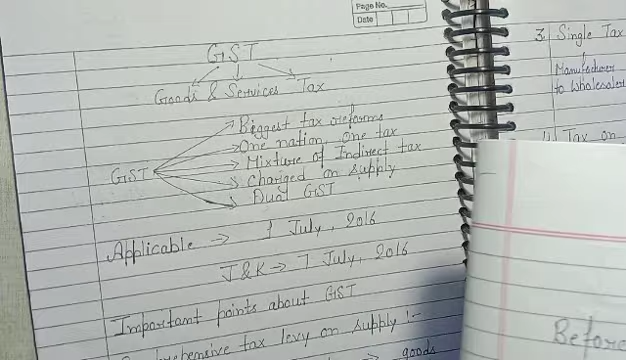 Page No.
Date
GST
Goods & Services Tax
GST
Biggest tax reforms
One nation, One tax
Mixture of Indirect tax
Charged on supply
Dual GST
Applicable → 1 July, 2016
J&K → 7 July, 2016
Important points about GST
tax levy on supply :-
goods
3. Single Tax
Manufacturer
to wholesaler
Tax on
Before